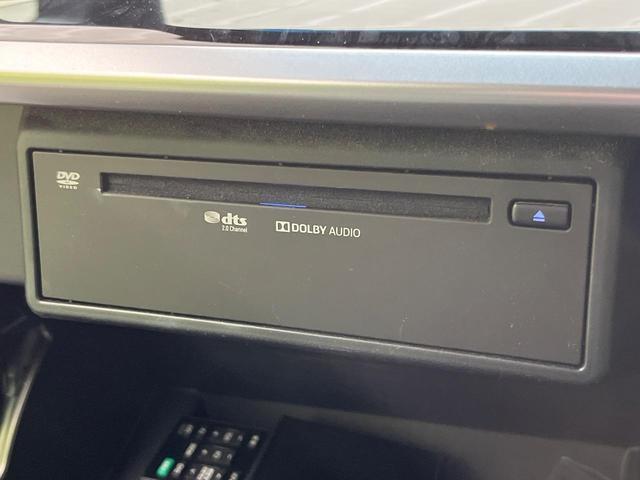 DVD
VIDEO
dts
2.0 Channel
DOLBY AUDIO